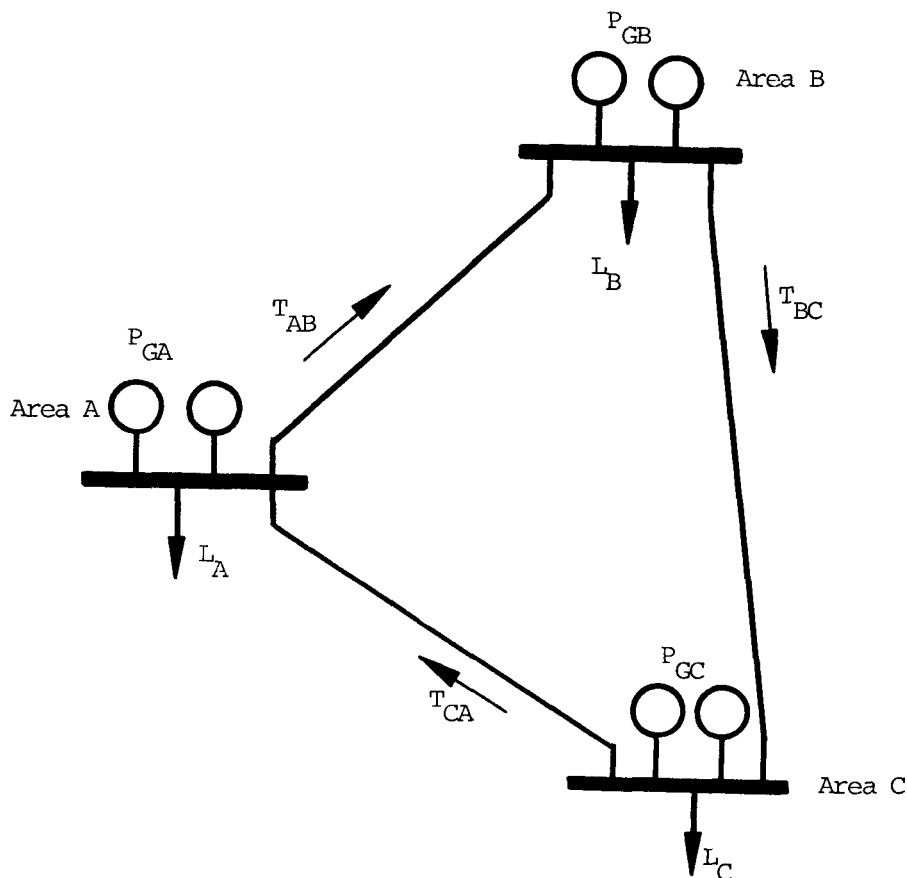 P_GB
Area B
L_B
T_BC
T_AB
P_GA
Area A
L_A
P_GC
T_CA
Area C
L_C